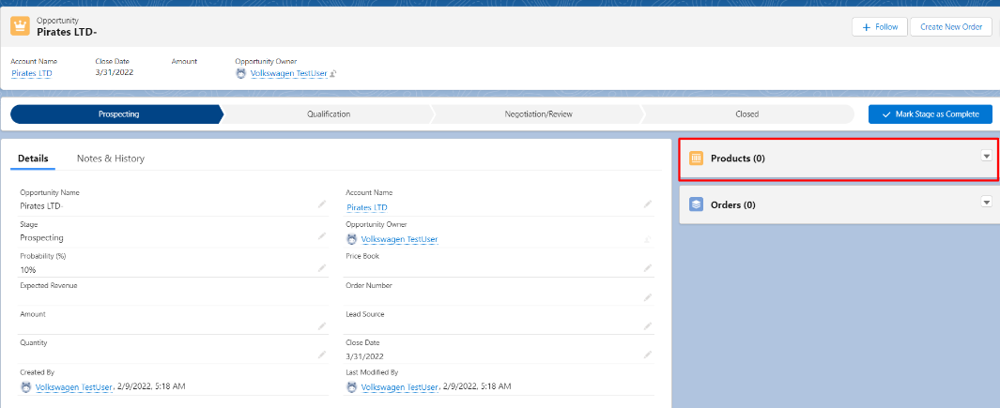 Opportunity
Pirates LTD-
Follow
Create New Order
Account Name
Close Date
Amount
Opportunity Owner
Pirates LTD
3/31/2022
Volkswagen TestUser
Prospecting
Qualification
Negotiation/Review
Closed
Mark Stage as Complete
Details
Notes & History
Opportunity Name
Pirates LTD-
Account Name
Pirates LTD
Stage
Prospecting
Opportunity Owner
Volkswagen TestUser
Probability (%)
10%
Price Book
Expected Revenue
Order Number
Amount
Lead Source
Quantity
Close Date
3/31/2022
Created By
Volkswagen TestUser, 2/9/2022, 5:18 AM
Last Modified By
Volkswagen TestUser, 2/9/2022, 5:18 AM
Products (0)
Orders (0)